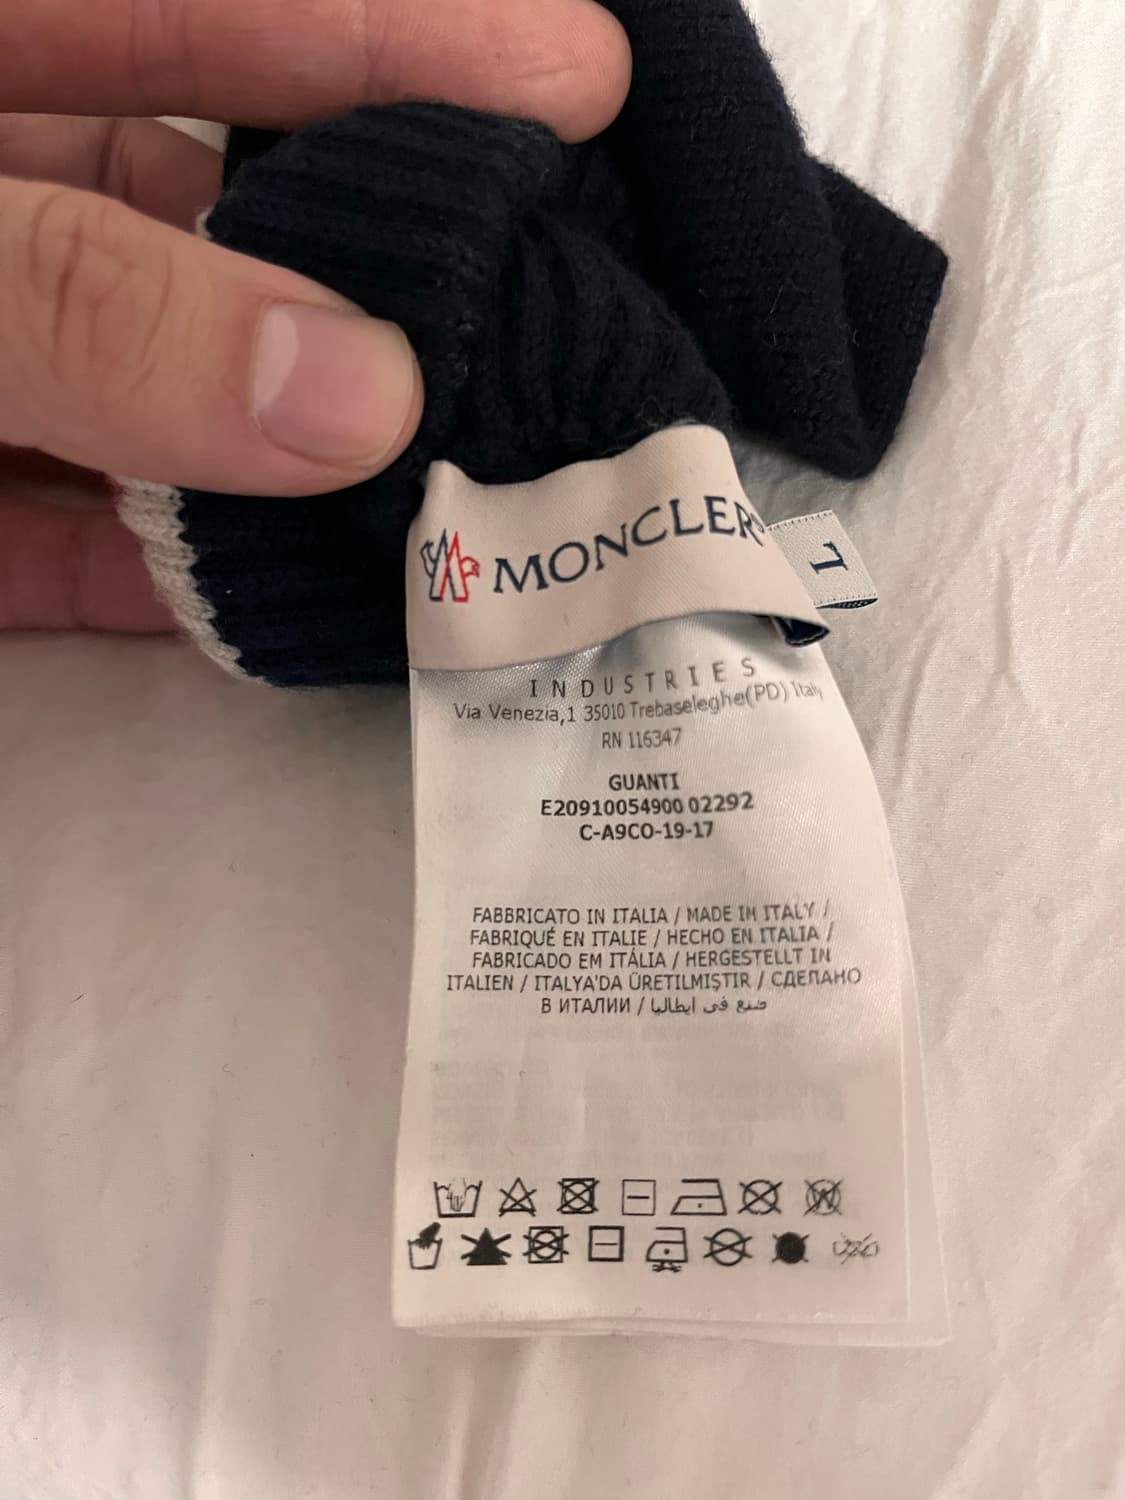 MONCLER
L
INDUSTRIES
Via Venezia,1 35010 Trebaseleghe(PD) Italy
RN 116347
GUANTI
E20910054900 02292
C-A9CO-19-17
FABBRICATO IN ITALIA / MADE IN ITALY /
FABRIQUÉ EN ITALIE / HECHO EN ITALIA /
FABRICADO EM ITÁLIA / HERGESTELLT IN
ITALIEN / ITALYA'DA ÜRETILMIŞTIR / СДЕЛАНО
В ИТАЛИИ / صنع في ايطاليا